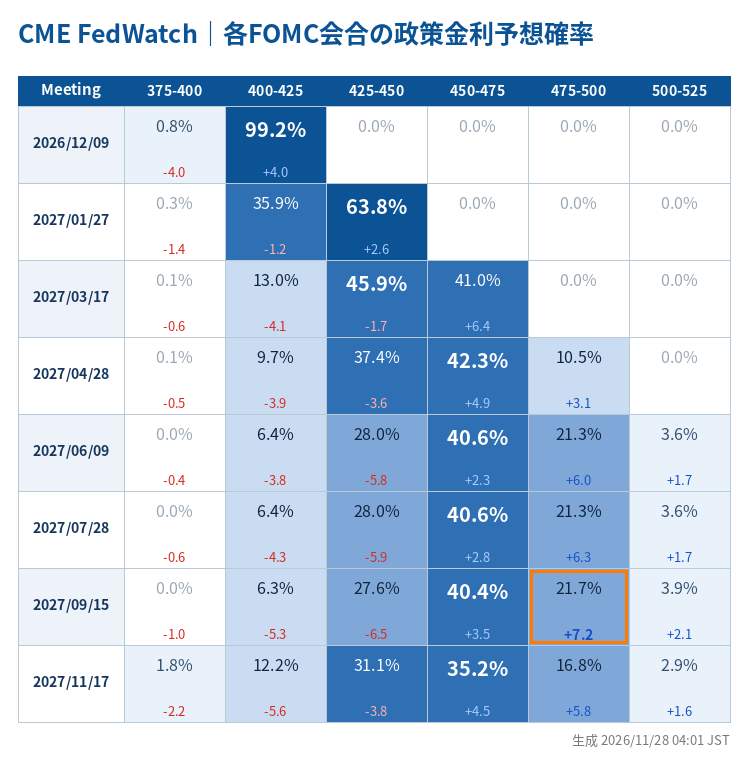 CME FedWatch｜各FOMC会合の政策金利予想確率
Meeting 375-400 400-425 425-450 450-475 475-500 500-525
2026/12/09 0.8% 99.2% 0.0% 0.0% 0.0% 0.0%
-4.0 +4.0
2027/01/27 0.3% 35.9% 63.8% 0.0% 0.0% 0.0%
-1.4 -1.2 +2.6
2027/03/17 0.1% 13.0% 45.9% 41.0% 0.0% 0.0%
-0.6 -4.1 -1.7 +6.4
2027/04/28 0.1% 9.7% 37.4% 42.3% 10.5% 0.0%
-0.5 -3.9 -3.6 +4.9 +3.1
2027/06/09 0.0% 6.4% 28.0% 40.6% 21.3% 3.6%
-0.4 -3.8 -5.8 +2.3 +6.0 +1.7
2027/07/28 0.0% 6.4% 28.0% 40.6% 21.3% 3.6%
-0.6 -4.3 -5.9 +2.8 +6.3 +1.7
2027/09/15 0.0% 6.3% 27.6% 40.4% 21.7% 3.9%
-1.0 -5.3 -6.5 +3.5 +7.2 +2.1
2027/11/17 1.8% 12.2% 31.1% 35.2% 16.8% 2.9%
-2.2 -5.6 -3.8 +4.5 +5.8 +1.6
生成 2026/11/28 04:01 JST